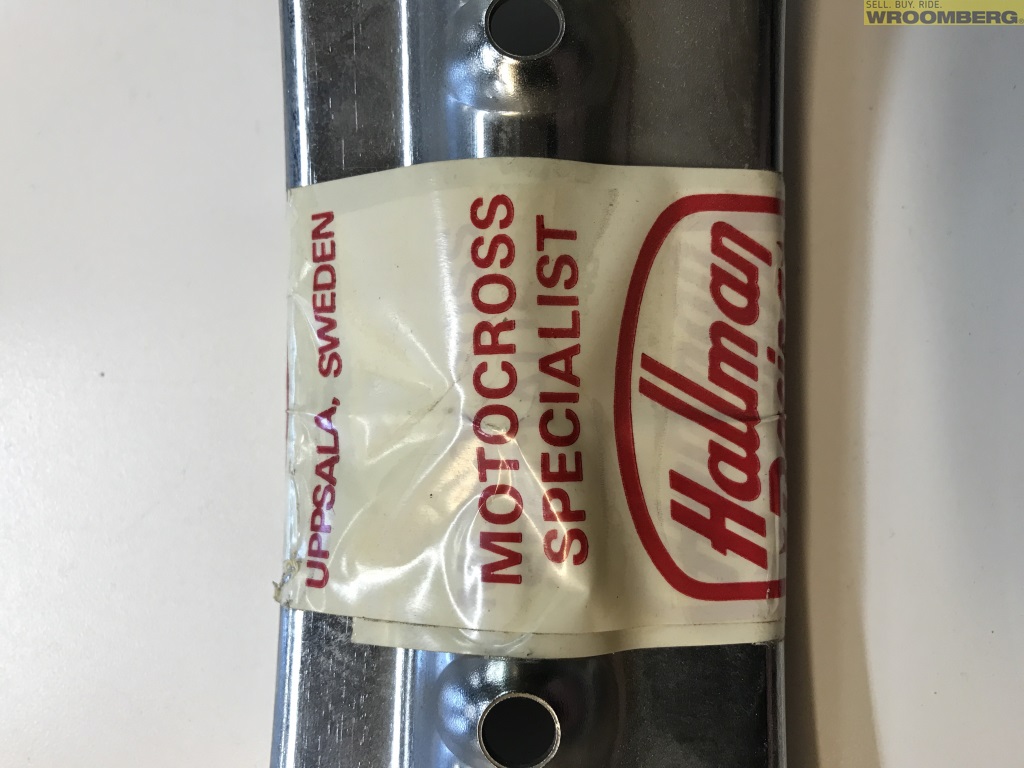 SELL. BUY. RIDE.
WROOMBERG
Hallman
MOTOCROSS
SPECIALIST
UPPSALA, SWEDEN